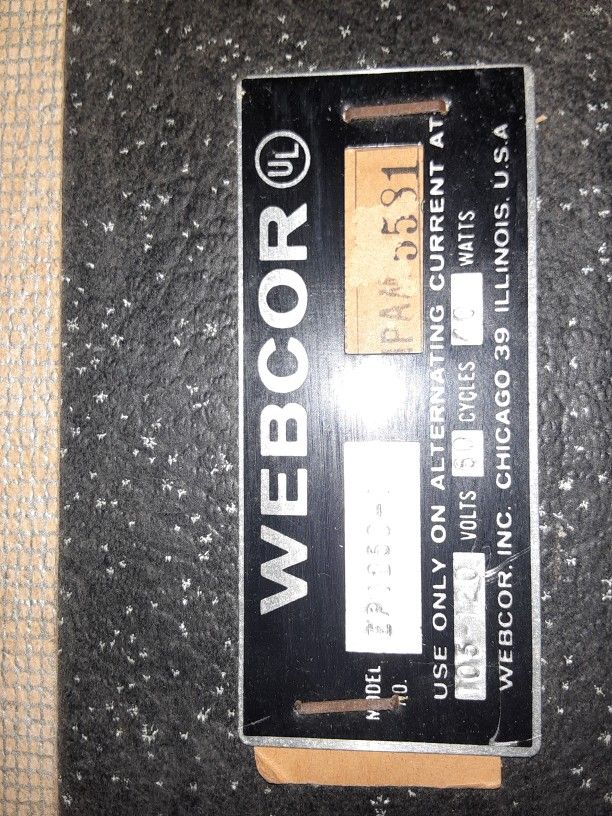 WEBCOR UL
MODEL NO. 5581
USE ONLY ON ALTERNATING CURRENT AT
105-120 VOLTS 60 CYCLES WATTS
WEBCOR, INC. CHICAGO 39 ILLINOIS, U.S.A